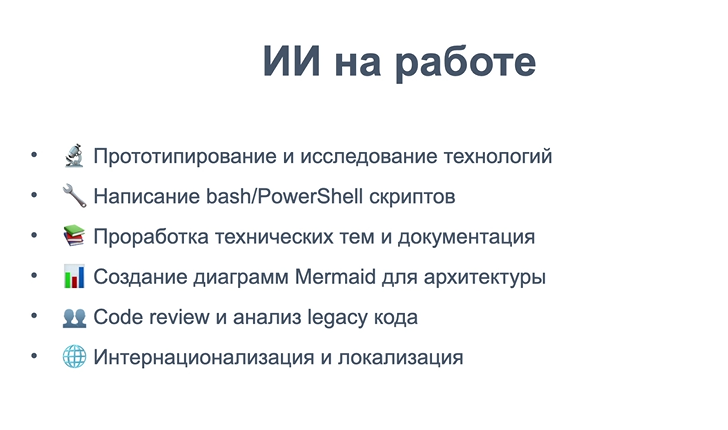 ИИ на работе
• 🔬 Прототипирование и исследование технологий
• 🔧 Написание bash/PowerShell скриптов
• 📚 Проработка технических тем и документация
• 📊 Создание диаграмм Mermaid для архитектуры
• 👥 Code review и анализ legacy кода
• 🌐 Интернационализация и локализация